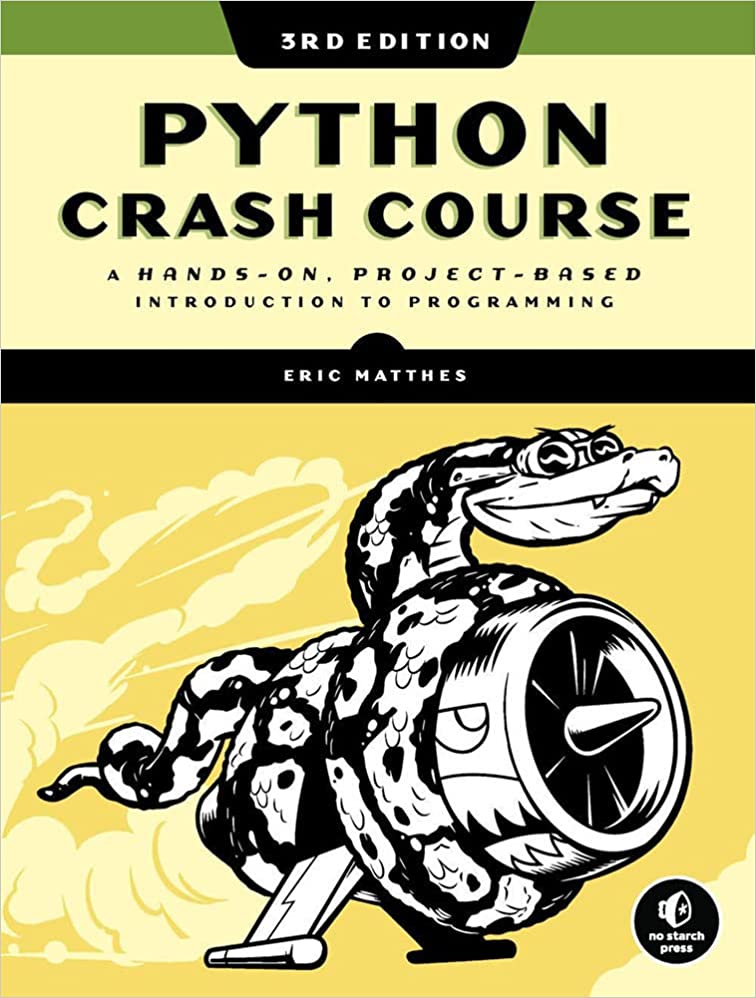 3RD EDITION
PYTHON
CRASH COURSE
A HANDS-ON, PROJECT-BASED
INTRODUCTION TO PROGRAMMING
ERIC MATTHES
no starch
press